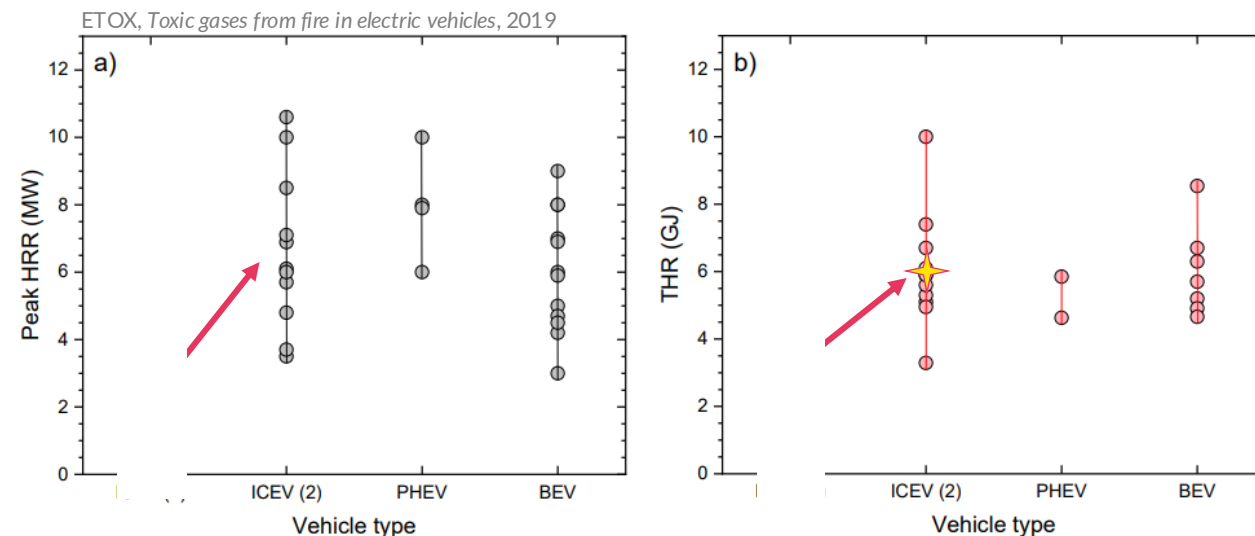 ETOX, Toxic gases from fire in electric vehicles, 2019
a)
Peak HRR (MW)
12
10
8
6
4
2
0
ICEV (2)
PHEV
BEV
Vehicle type
b)
THR (GJ)
12
10
8
6
4
2
0
ICEV (2)
PHEV
BEV
Vehicle type